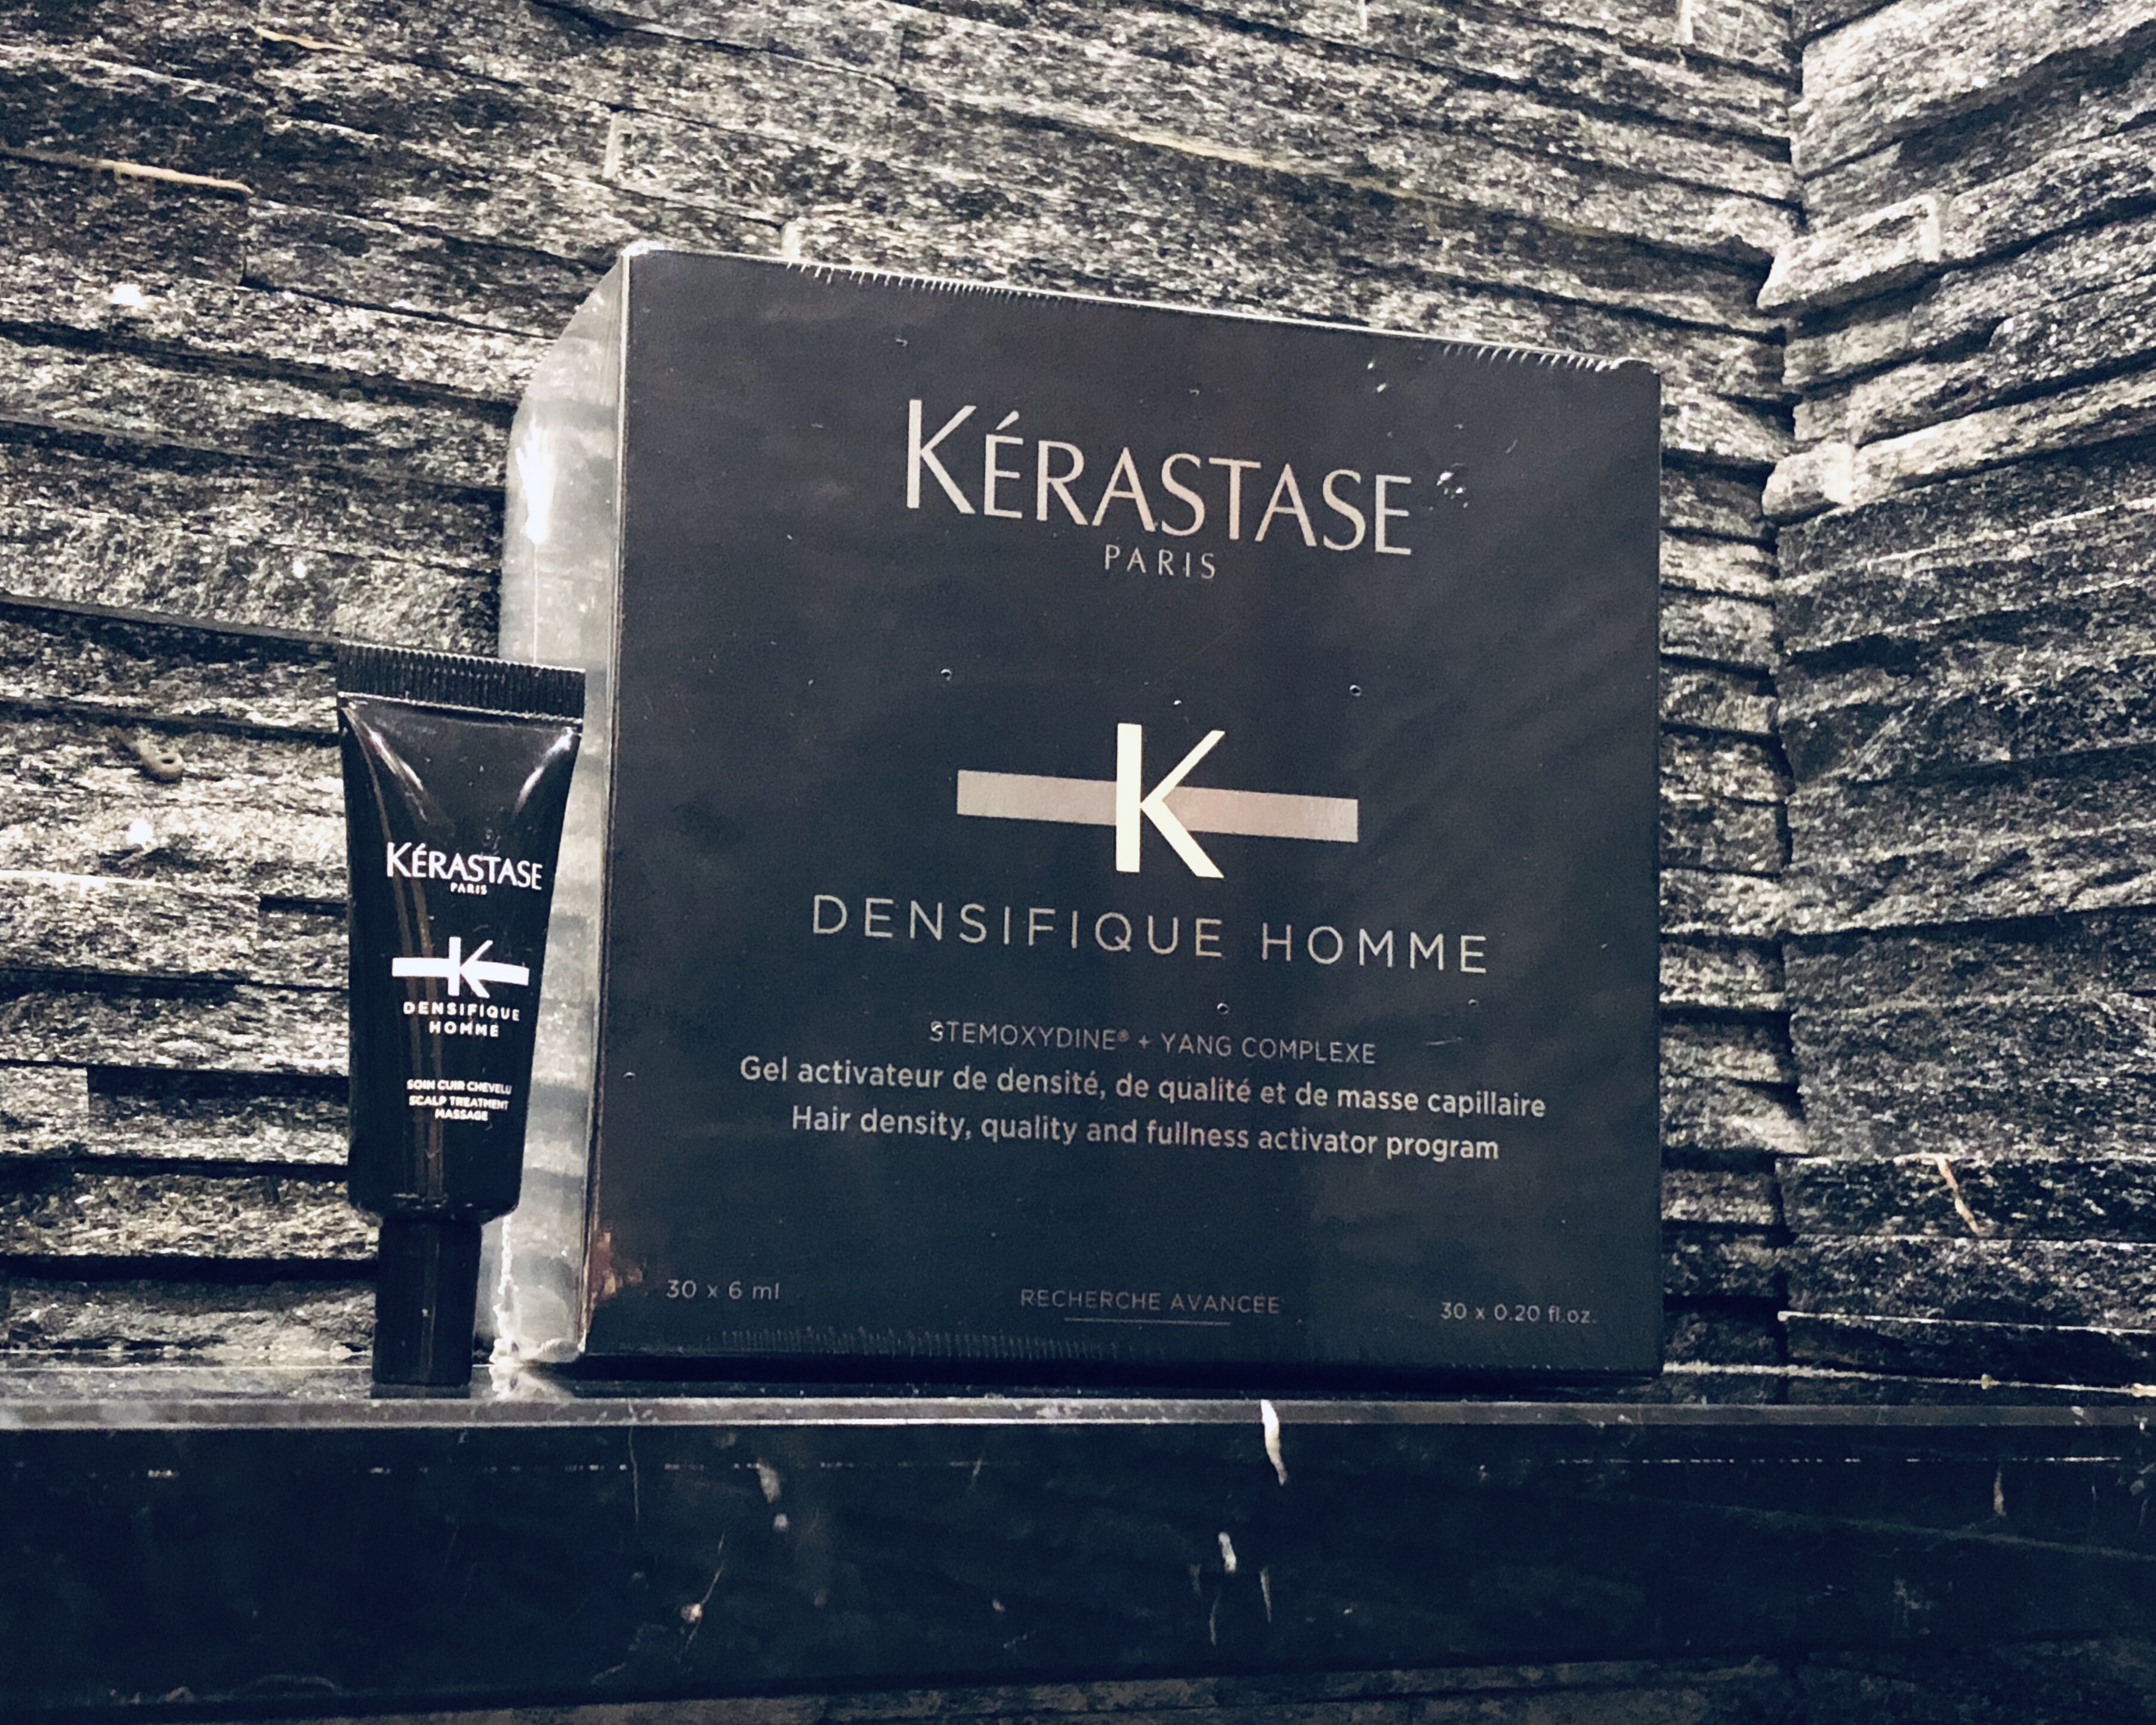 KÉRASTASE
PARIS
K
DENSIFIQUE
HOMME
SOIN CUIR CHEVELU
SCALP TREATMENT
MASSAGE
KÉRASTASE
PARIS
K
DENSIFIQUE HOMME
STEMOXYDINE® + YANG COMPLEXE
Gel activateur de densité, de qualité et de masse capillaire
Hair density, quality and fullness activator program
30 x 6 ml
RECHERCHE AVANCÉE
30 x 0.20 fl.oz.